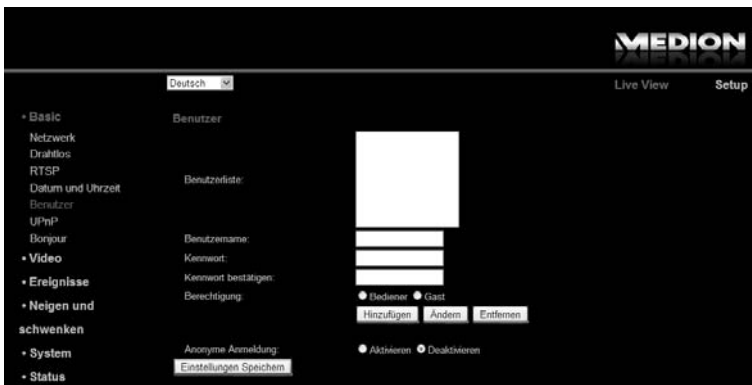 MEDION
Deutsch
Live View Setup
• Basic
Benutzer
Netzwerk
Drahtlos
RTSP
Datum und Uhrzeit
Benutzer
UPnP
Bonjour
• Video
• Ereignisse
• Neigen und
schwenken
• System
• Status
Benutzerliste:
Benutzername:
Kennwort:
Kennwort bestätigen:
Berechtigung:
Bediener Gast
Hinzufügen Ändern Entfernen
Anonyme Anmeldung:
Aktivieren Deaktivieren
Einstellungen Speichern